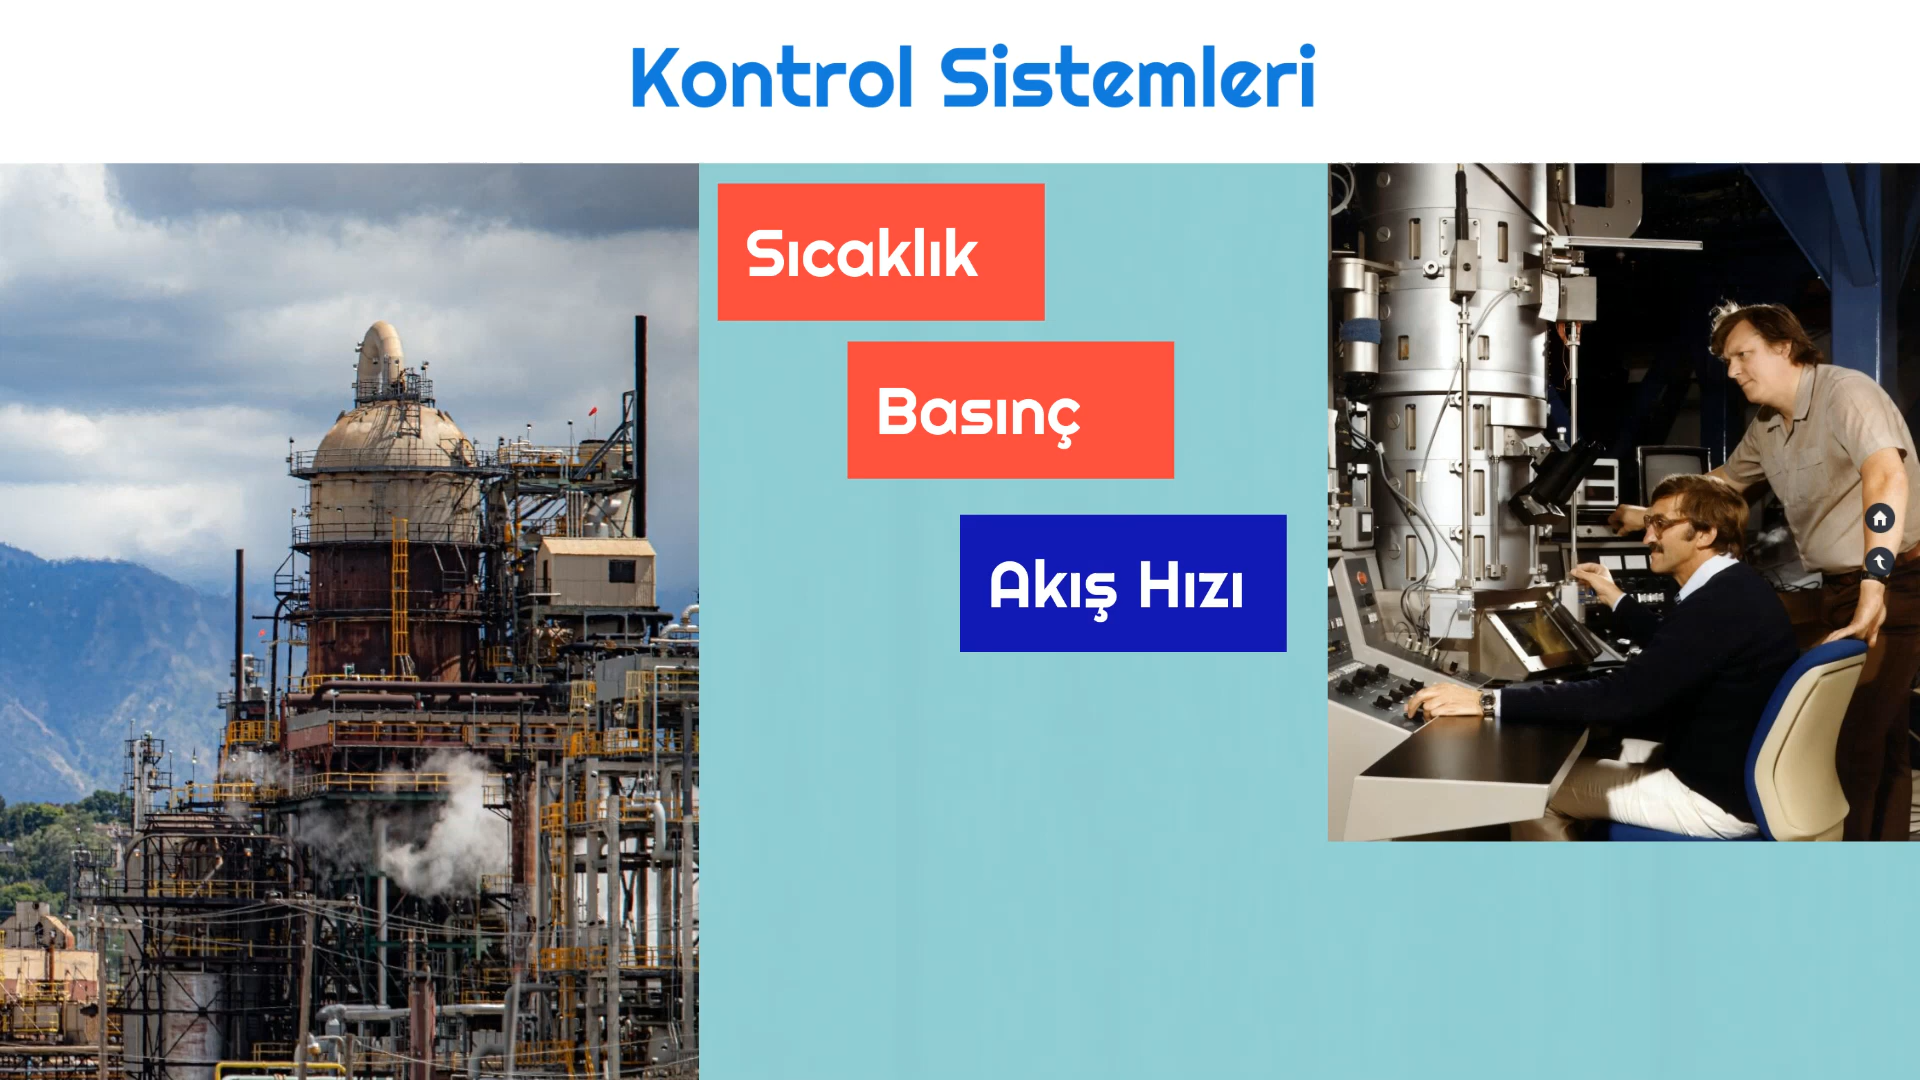 Kontrol Sistemleri
Sıcaklık
Basınç
Akış Hızı